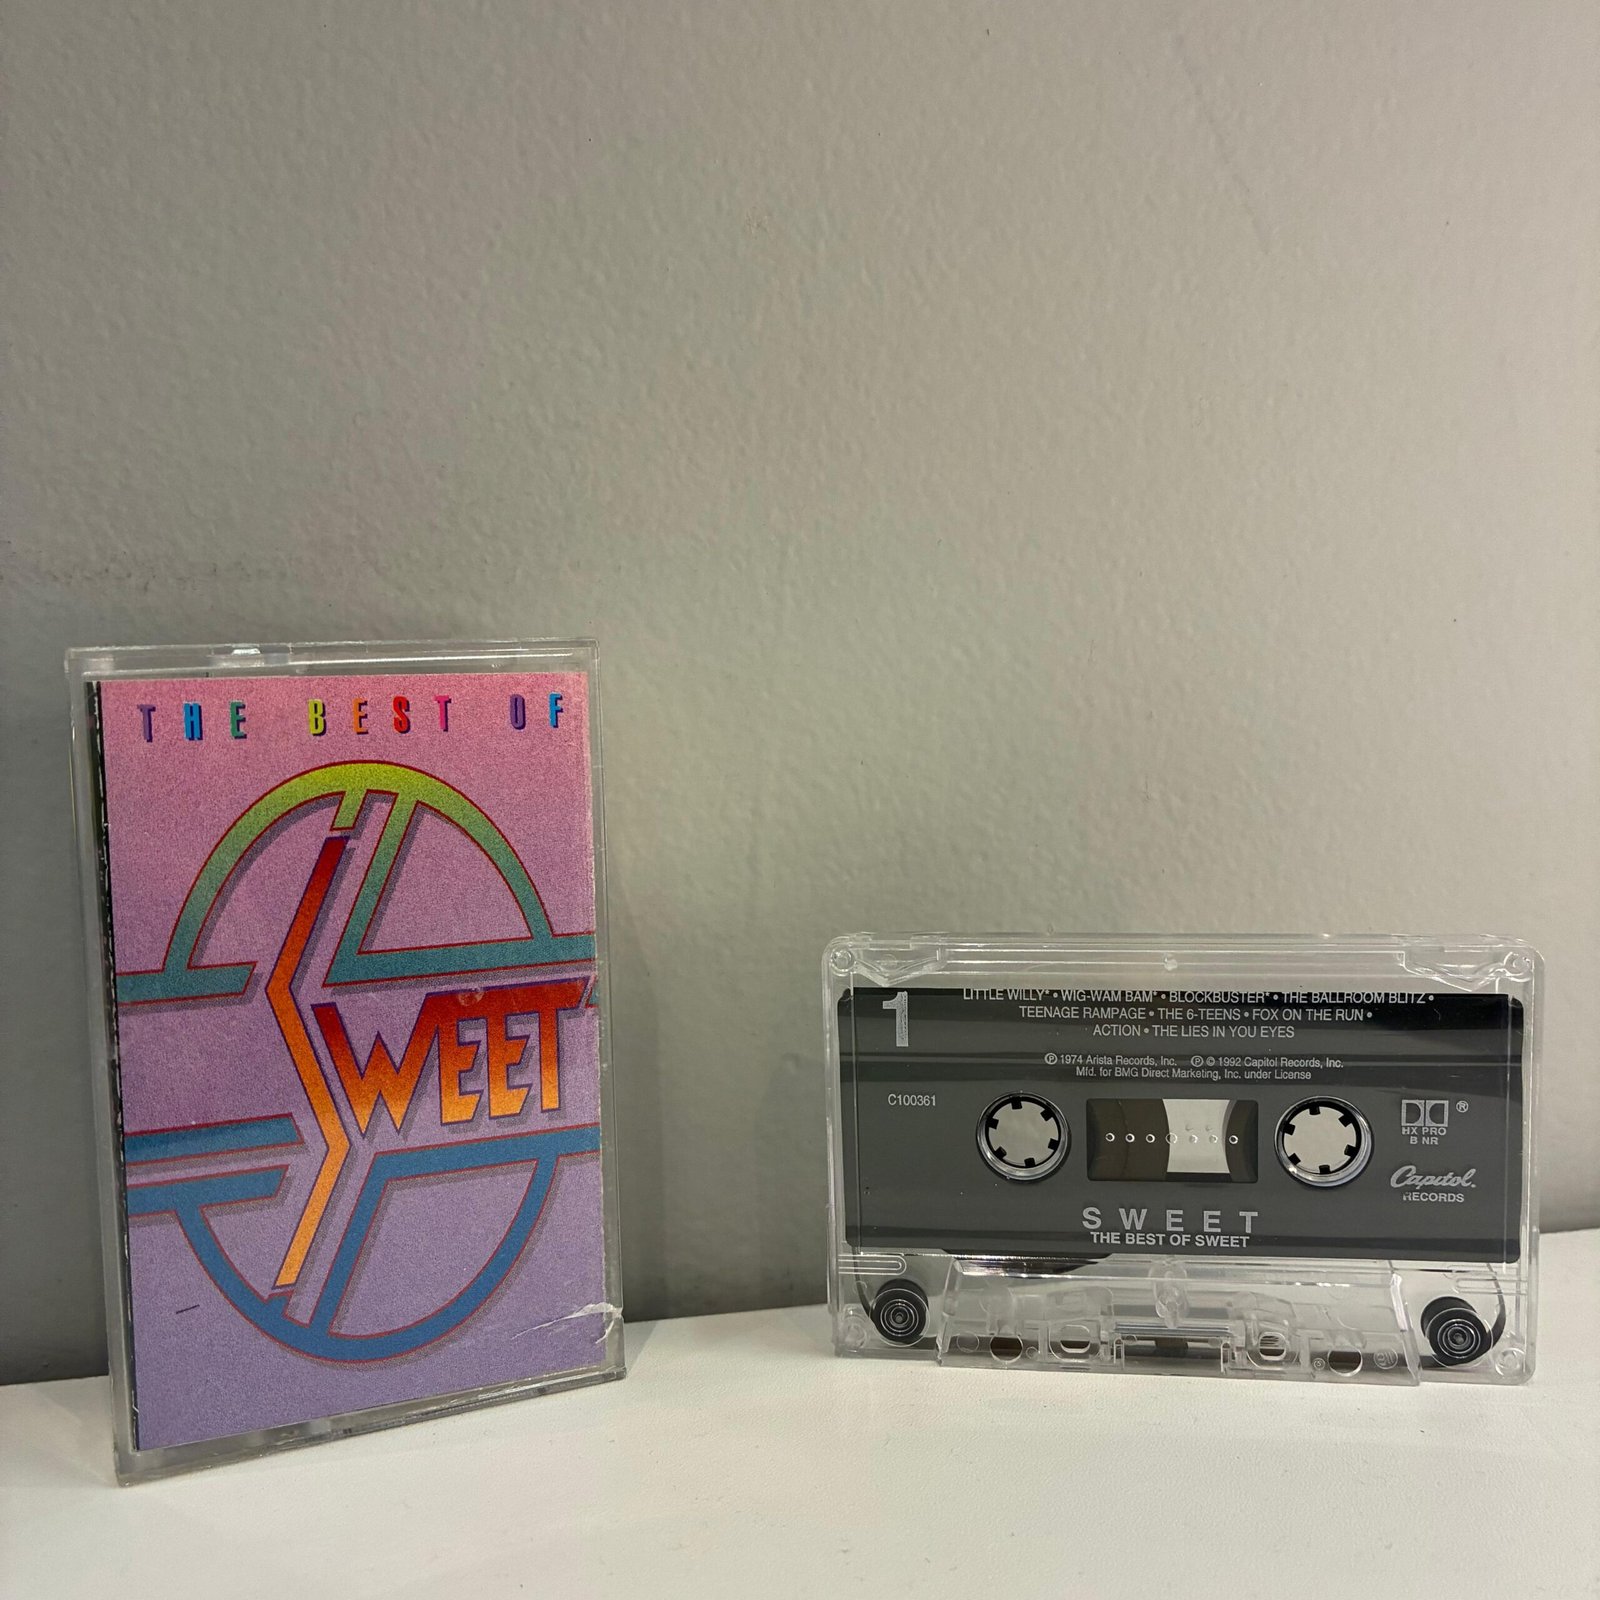 THE BEST OF
SWEET
1
LITTLE WILLY* • WIG-WAM BAM* • BLOCKBUSTER* • THE BALLROOM BLITZ •
TEENAGE RAMPAGE • THE 6-TEENS • FOX ON THE RUN •
ACTION • THE LIES IN YOU EYES
℗ 1974 Arista Records, Inc. ℗ © 1992 Capitol Records, Inc.
Mfd. for BMG Direct Marketing, Inc. under License
C100361
®
HX PRO
B NR
Capitol.
RECORDS
SWEET
THE BEST OF SWEET